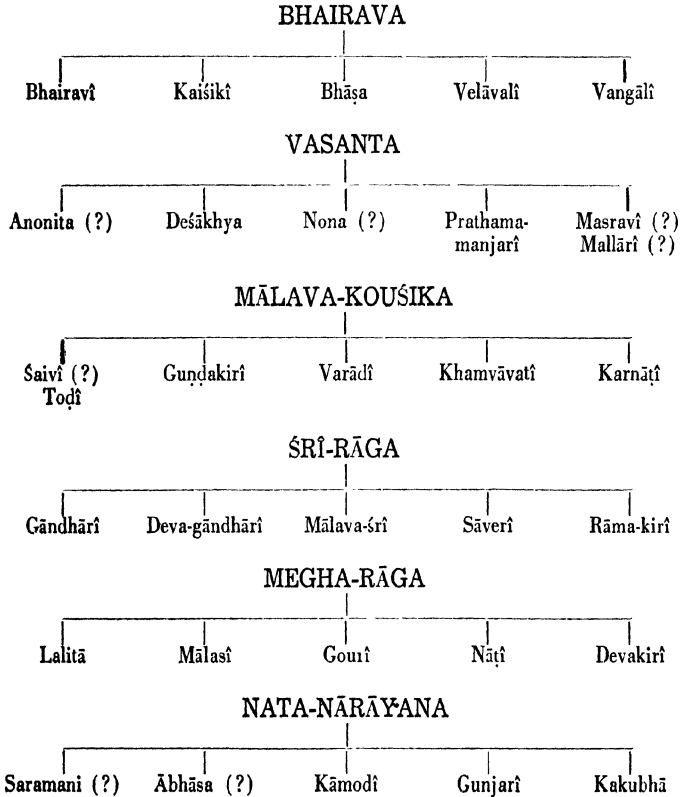 BHAIRAVA
Bhairavî Kaiśikî Bhāṣa Velāvalî Vangālî
VASANTA
Anonita (?) Deśākhya Nona (?) Prathama- Masravî (?)
manjarî Mallārî (?)
MĀLAVA-KOUŚIKA
Śaivî (?) Guṇḍakirî Varādî Khamvāvatî Karnāṭî
Toḍî
ŚRÎ-RĀGA
Gāndhārî Deva-gāndhārî Mālava-śrî Sāverî Rāma-kirî
MEGHA-RĀGA
Lalitā Mālasî Gourî Nāṭî Devakirî
NATA-NĀRĀYANA
Saramani (?) Ābhāsa (?) Kāmodî Gunjarî Kakubhā